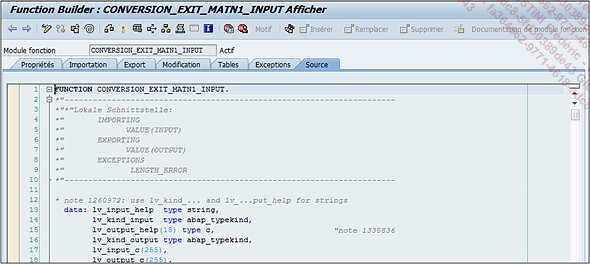 Function Builder : CONVERSION_EXIT_MATN1_INPUT Afficher
Motif Insérer Remplacer Supprimer Documentation de module fonction
Module fonction CONVERSION_EXIT_MATN1_INPUT Actif
Propriétés Importation Export Modification Tables Exceptions Source
1 FUNCTION CONVERSION_EXIT_MATN1_INPUT.
2 *"----------------------------------------------------------------------
3 *"*"Lokale Schnittstelle:
4 *" IMPORTING
5 *" VALUE(INPUT)
6 *" EXPORTING
7 *" VALUE(OUTPUT)
8 *" EXCEPTIONS
9 *" LENGTH_ERROR
10 *"----------------------------------------------------------------------
11
12 * note 1260972: use lv_kind_... and lv_...put_help for strings
13 data: lv_input_help type string,
14 lv_kind_input type abap_typekind,
15 lv_output_help(18) type c, "note 1335836
16 lv_kind_output type abap_typekind,
17 lv_input_c(255),
18 lv_output_c(255).